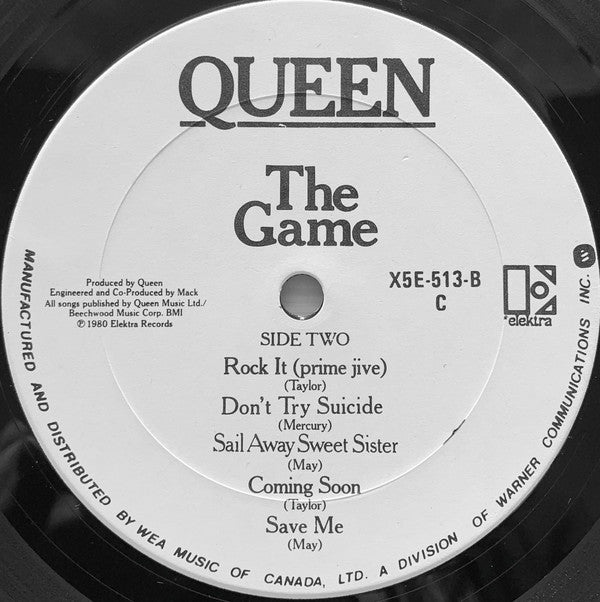 QUEEN
The
Game
Produced by Queen
Engineered and Co-Produced by Mack
All songs published by Queen Music Ltd./
Beechwood Music Corp. BMI
℗ 1980 Elektra Records
X5E-513-B
C
*elektra
SIDE TWO
Rock It (prime jive)
(Taylor)
Don't Try Suicide
(Mercury)
Sail Away Sweet Sister
(May)
Coming Soon
(Taylor)
Save Me
(May)
MANUFACTURED AND DISTRIBUTED BY WEA MUSIC OF CANADA, LTD. A DIVISION OF WARNER COMMUNICATIONS INC.